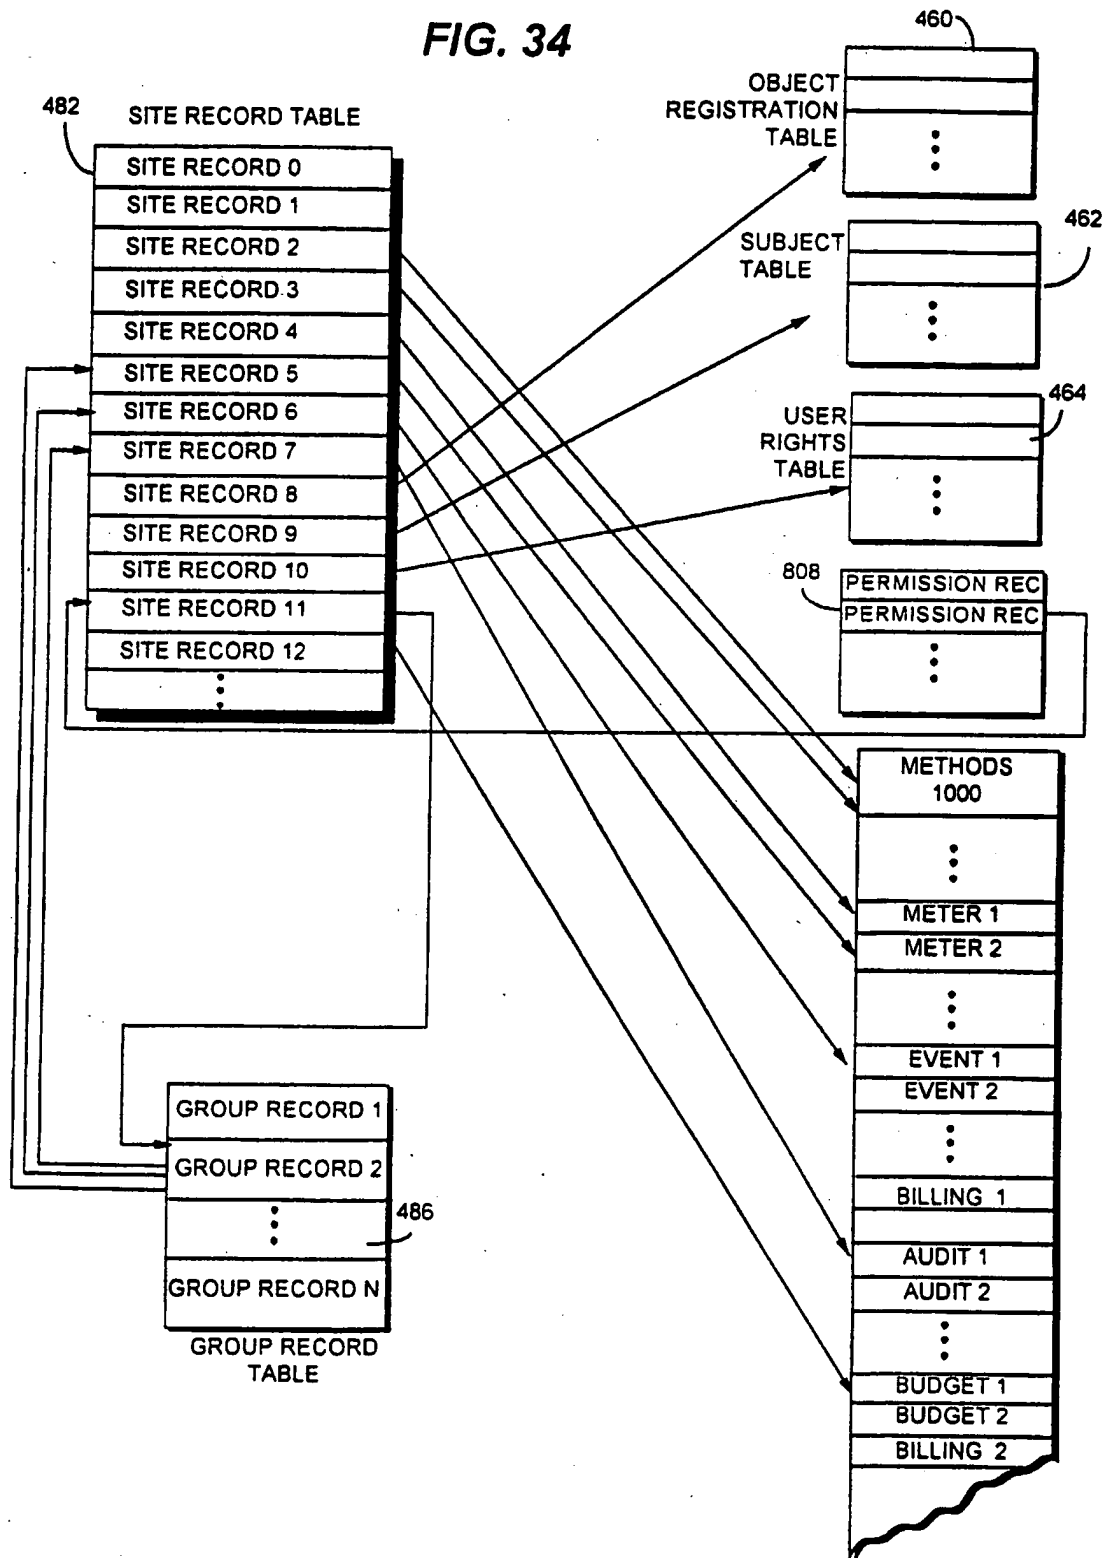 FIG. 34
482
SITE RECORD TABLE
SITE RECORD 0
SITE RECORD 1
SITE RECORD 2
SITE RECORD 3
SITE RECORD 4
SITE RECORD 5
SITE RECORD 6
SITE RECORD 7
SITE RECORD 8
SITE RECORD 9
SITE RECORD 10
SITE RECORD 11
SITE RECORD 12
460
OBJECT
REGISTRATION
TABLE
462
SUBJECT
TABLE
464
USER
RIGHTS
TABLE
808
PERMISSION REC
PERMISSION REC
METHODS
1000
METER 1
METER 2
EVENT 1
EVENT 2
BILLING 1
AUDIT 1
AUDIT 2
BUDGET 1
BUDGET 2
BILLING 2
GROUP RECORD 1
GROUP RECORD 2
486
GROUP RECORD N
GROUP RECORD
TABLE